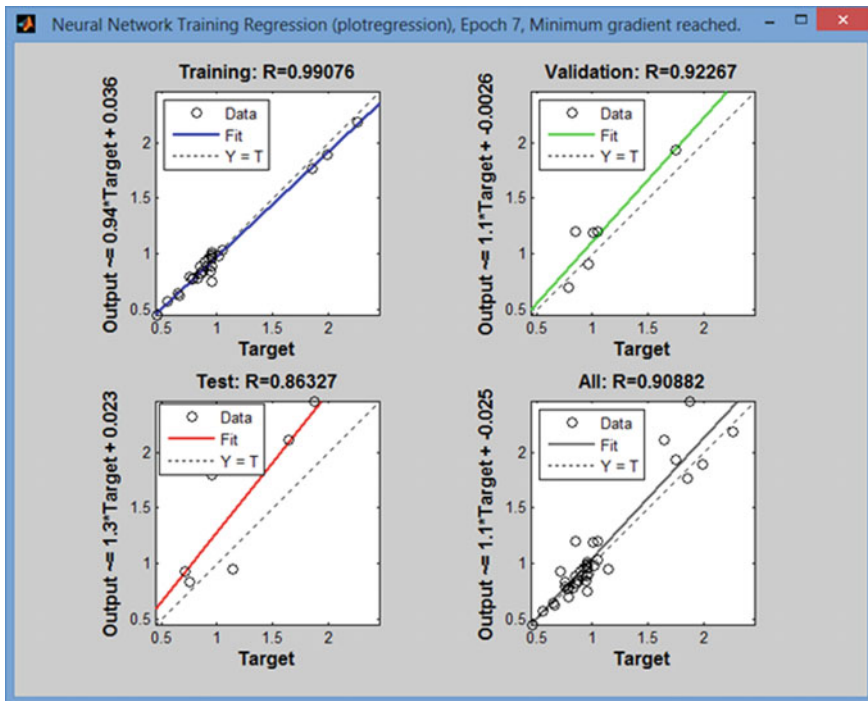 Neural Network Training Regression (plotregression), Epoch 7, Minimum gradient reached.
Training: R=0.99076
Output ~= 0.94*Target + 0.036
Data
Fit
Y = T
2
1.5
1
0.5
0.5
1
1.5
2
Target
Validation: R=0.92267
Output ~= 1.1*Target + -0.0026
Data
Fit
Y = T
2
1.5
1
0.5
0.5
1
1.5
2
Target
Test: R=0.86327
Output ~= 1.3*Target + 0.023
Data
Fit
Y = T
2
1.5
1
0.5
0.5
1
1.5
2
Target
All: R=0.90882
Output ~= 1.1*Target + -0.025
Data
Fit
Y = T
2
1.5
1
0.5
0.5
1
1.5
2
Target